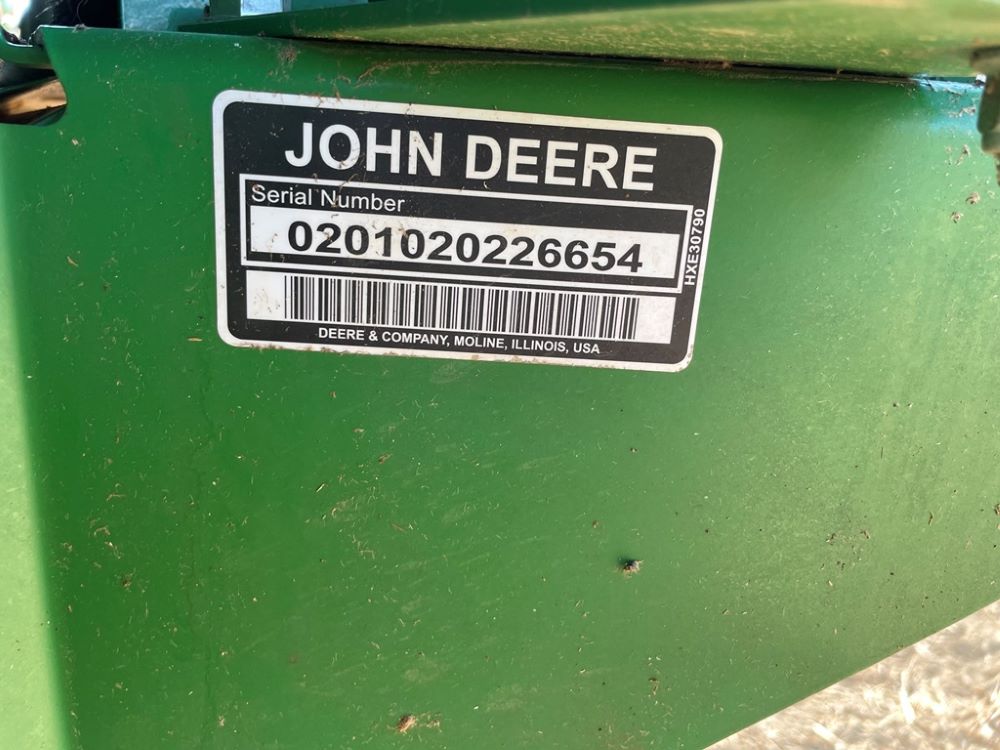 JOHN DEERE
Serial Number
0201020226654
HXE30790
DEERE & COMPANY, MOLINE, ILLINOIS, USA